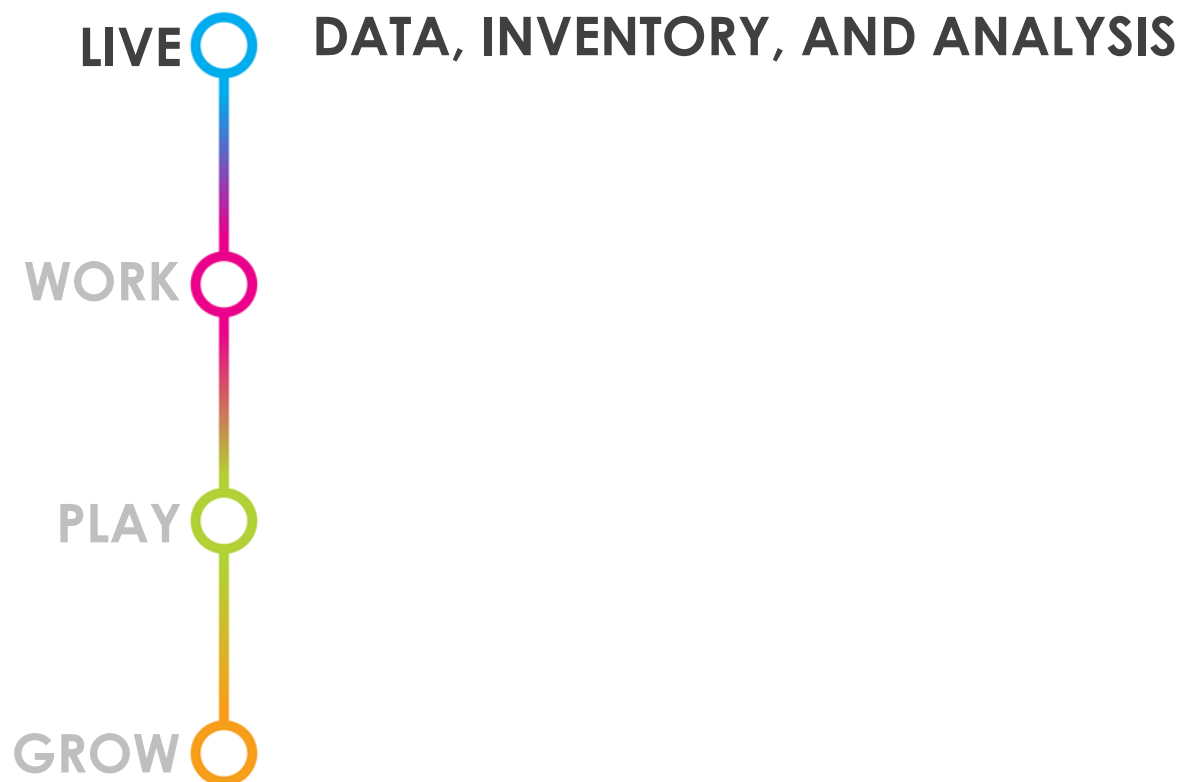 LIVE DATA, INVENTORY, AND ANALYSIS
WORK
PLAY
GROW